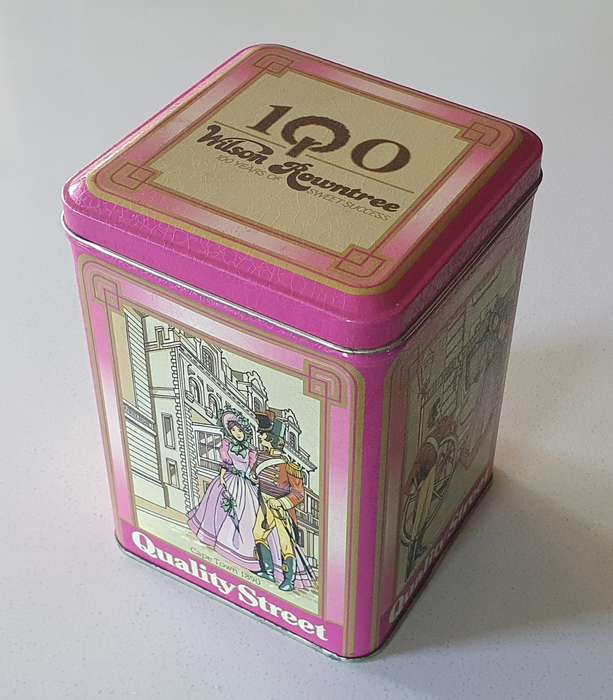 100
Wilson Rowntree
100 YEARS OF SWEET SUCCESS
Cape Town 1890
Quality Street
Quality Street